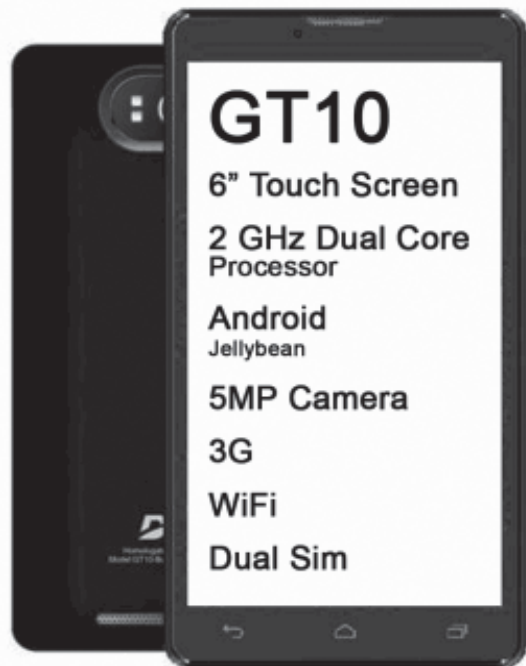 GT10
6” Touch Screen
2 GHz Dual Core
Processor
Android
Jellybean
5MP Camera
3G
WiFi
Dual Sim